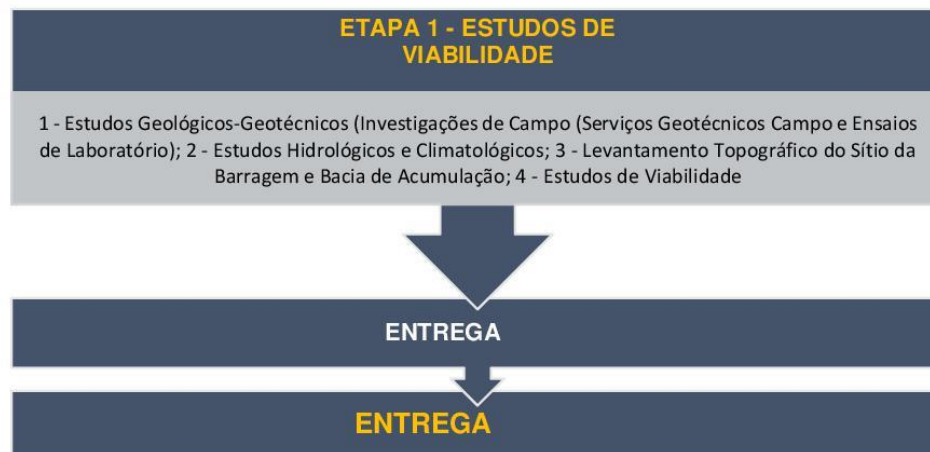 ETAPA 1 - ESTUDOS DE
VIABILIDADE
1 - Estudos Geológicos-Geotécnicos (Investigações de Campo (Serviços Geotécnicos Campo e Ensaios
de Laboratório); 2 - Estudos Hidrológicos e Climatológicos; 3 - Levantamento Topográfico do Sítio da
Barragem e Bacia de Acumulação; 4 - Estudos de Viabilidade
ENTREGA
ENTREGA